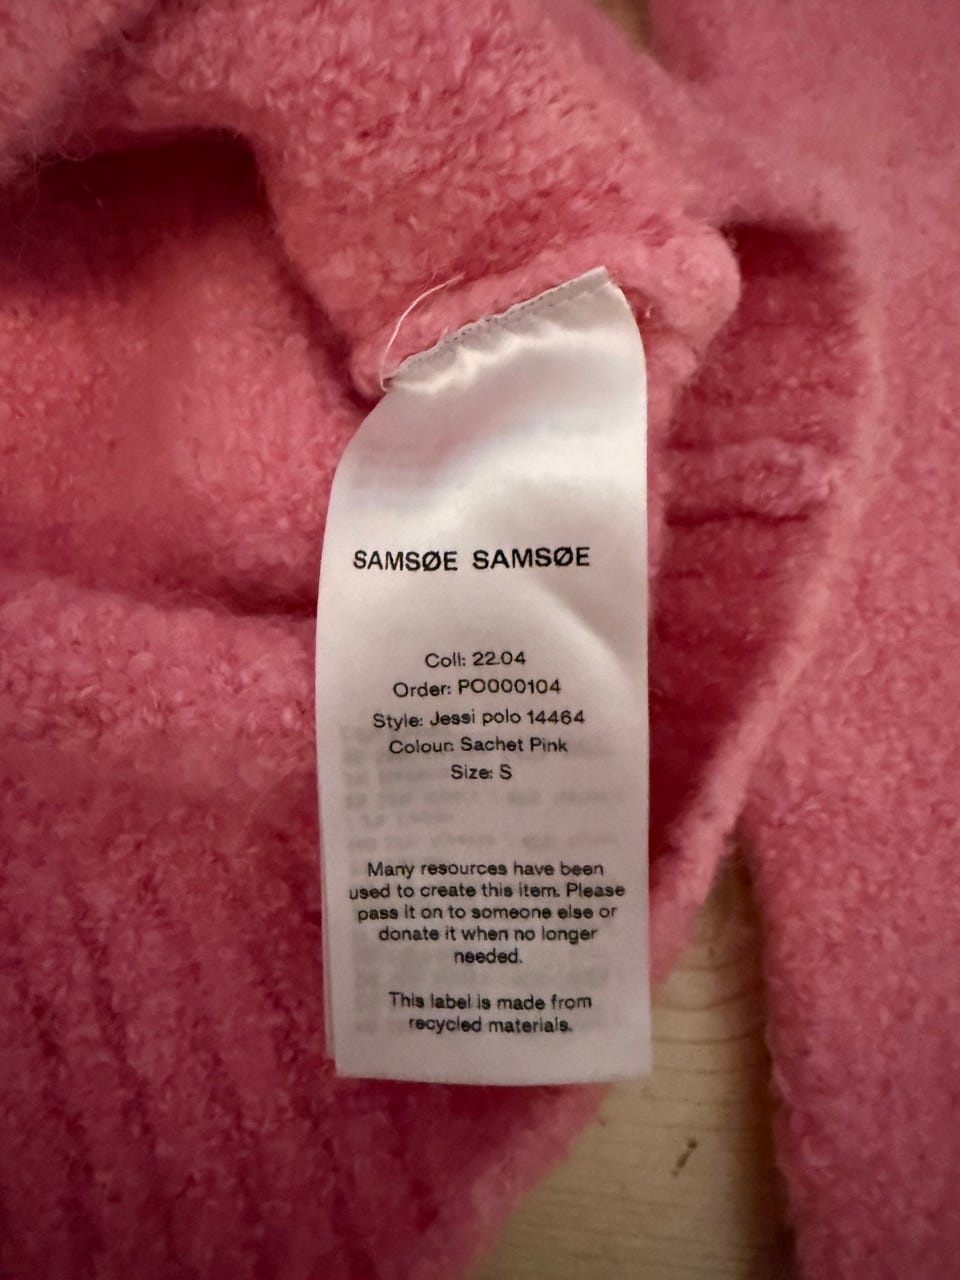 SAMSØE SAMSØE
Coll: 22.04
Order: PO000104
Style: Jessi polo 14464
Colour: Sachet Pink
Size: S
Many resources have been
used to create this item. Please
pass it on to someone else or
donate it when no longer
needed.
This label is made from
recycled materials.